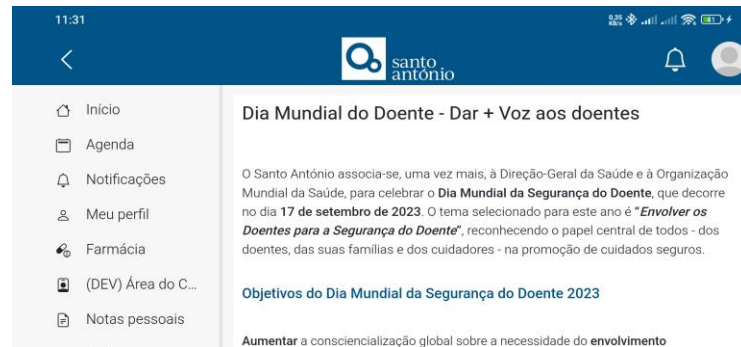 11:31
0,35
KB/s
santo
antónio
Início
Agenda
Notificações
Meu perfil
Farmácia
(DEV) Área do C...
Notas pessoais
Dia Mundial do Doente - Dar + Voz aos doentes
O Santo António associa-se, uma vez mais, à Direção-Geral da Saúde e à Organização
Mundial da Saúde, para celebrar o Dia Mundial da Segurança do Doente, que decorre
no dia 17 de setembro de 2023. O tema selecionado para este ano é "Envolver os
Doentes para a Segurança do Doente", reconhecendo o papel central de todos - dos
doentes, das suas famílias e dos cuidadores - na promoção de cuidados seguros.
Objetivos do Dia Mundial da Segurança do Doente 2023
Aumentar a consciencialização global sobre a necessidade do envolvimento